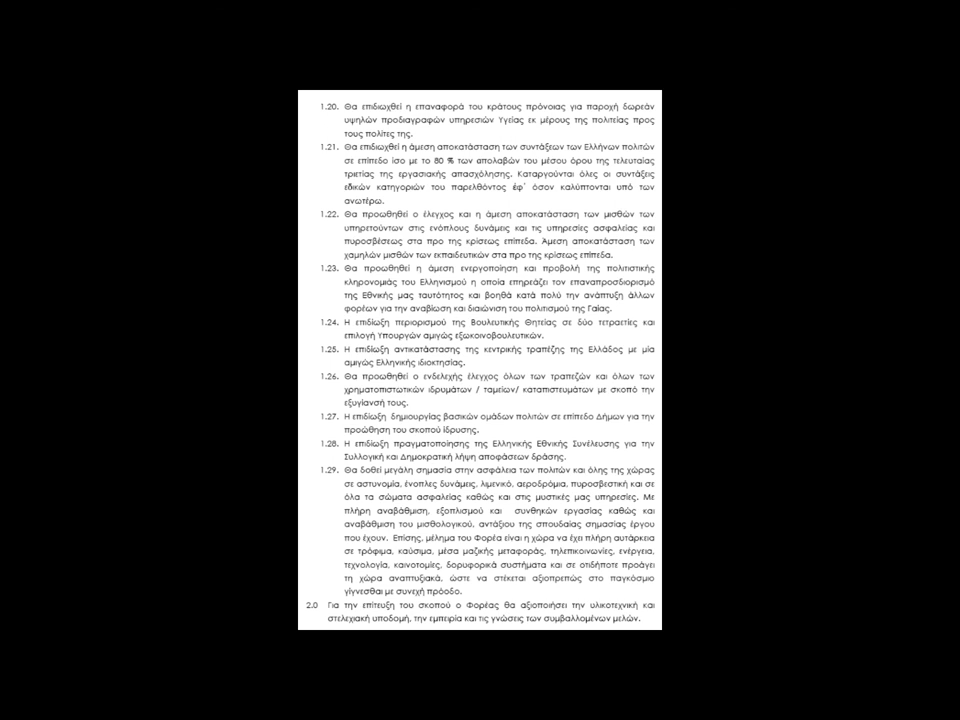 1.20. Θα επιδιωχθεί η επαναφορά του κράτους πρόνοιας για παροχή δωρεάν
υψηλών προδιαγραφών υπηρεσιών Υγείας εκ μέρους της πολιτείας προς
τους πολίτες της.
1.21. Θα επιδιωχθεί η άμεση αποκατάσταση των συντάξεων των Ελλήνων πολιτών
σε επίπεδο ίσο με το 80 % των απολαβών του μέσου όρου της τελευταίας
τριετίας της εργασιακής απασχόλησης. Καταργούνται όλες οι συντάξεις
εδικών κατηγοριών του παρελθόντος έφ΄ όσον καλύπτονται υπό των
ανωτέρω.
1.22. Θα προωθηθεί ο έλεγχος και η άμεση αποκατάσταση των μισθών των
υπηρετούντων στις ενόπλους δυνάμεις και τις υπηρεσίες ασφαλείας και
πυροσβέσεως στα προ της κρίσεως επίπεδα. Άμεση αποκατάσταση των
χαμηλών μισθών των εκπαιδευτικών στα προ της κρίσεως επίπεδα.
1.23. Θα προωθηθεί η άμεση ενεργοποίηση και προβολή της πολιτιστικής
κληρονομιάς του Ελληνισμού η οποία επηρεάζει τον επαναπροσδιορισμό
της Εθνικής μας ταυτότητος και βοηθά κατά πολύ την ανάπτυξη άλλων
φορέων για την αναβίωση και διαιώνιση του πολιτισμού της Γαίας.
1.24. Η επιδίωξη περιορισμού της Βουλευτικής Θητείας σε δύο τετραετίες και
επιλογή Υπουργών αμιγώς εξωκοινοβουλευτικών.
1.25. Η επιδίωξη αντικατάστασης της κεντρικής τραπέζης της Ελλάδος με μία
αμιγώς Ελληνικής ιδιοκτησίας.
1.26. Θα προωθηθεί ο ενδελεχής έλεγχος όλων των τραπεζών και όλων των
χρηματοπιστωτικών ιδρυμάτων / ταμείων/ καταπιστευμάτων με σκοπό την
εξυγίανσή τους.
1.27. Η επιδίωξη δημιουργίας βασικών ομάδων πολιτών σε επίπεδο Δήμων για την
προώθηση του σκοπού ίδρυσης.
1.28. Η επιδίωξη πραγματοποίησης της Ελληνικής Εθνικής Συνέλευσης για την
Συλλογική και Δημοκρατική λήψη αποφάσεων δράσης.
1.29. Θα δοθεί μεγάλη σημασία στην ασφάλεια των πολιτών και όλης της χώρας
σε αστυνομία, ένοπλες δυνάμεις, λιμενικό, αεροδρόμια, πυροσβεστική και σε
όλα τα σώματα ασφαλείας καθώς και στις μυστικές μας υπηρεσίες. Με
πλήρη αναβάθμιση, εξοπλισμού και συνθηκών εργασίας καθώς και
αναβάθμιση του μισθολογικού, αντάξιου της σπουδαίας σημασίας έργου
που έχουν. Επίσης, μέλημα του Φορέα είναι η χώρα να έχει πλήρη αυτάρκεια
σε τρόφιμα, καύσιμα, μέσα μαζικής μεταφοράς, τηλεπικοινωνίες, ενέργεια,
τεχνολογία, καινοτομίες, δορυφορικά συστήματα και σε οτιδήποτε προάγει
τη χώρα αναπτυξιακά, ώστε να στέκεται αξιοπρεπώς στο παγκόσμιο
γίγνεσθαι με συνεχή πρόοδο.
2.0 Για την επίτευξη του σκοπού ο Φορέας θα αξιοποιήσει την υλικοτεχνική και
στελεχιακή υποδομή, την εμπειρία και τις γνώσεις των συμβαλλομένων μελών.